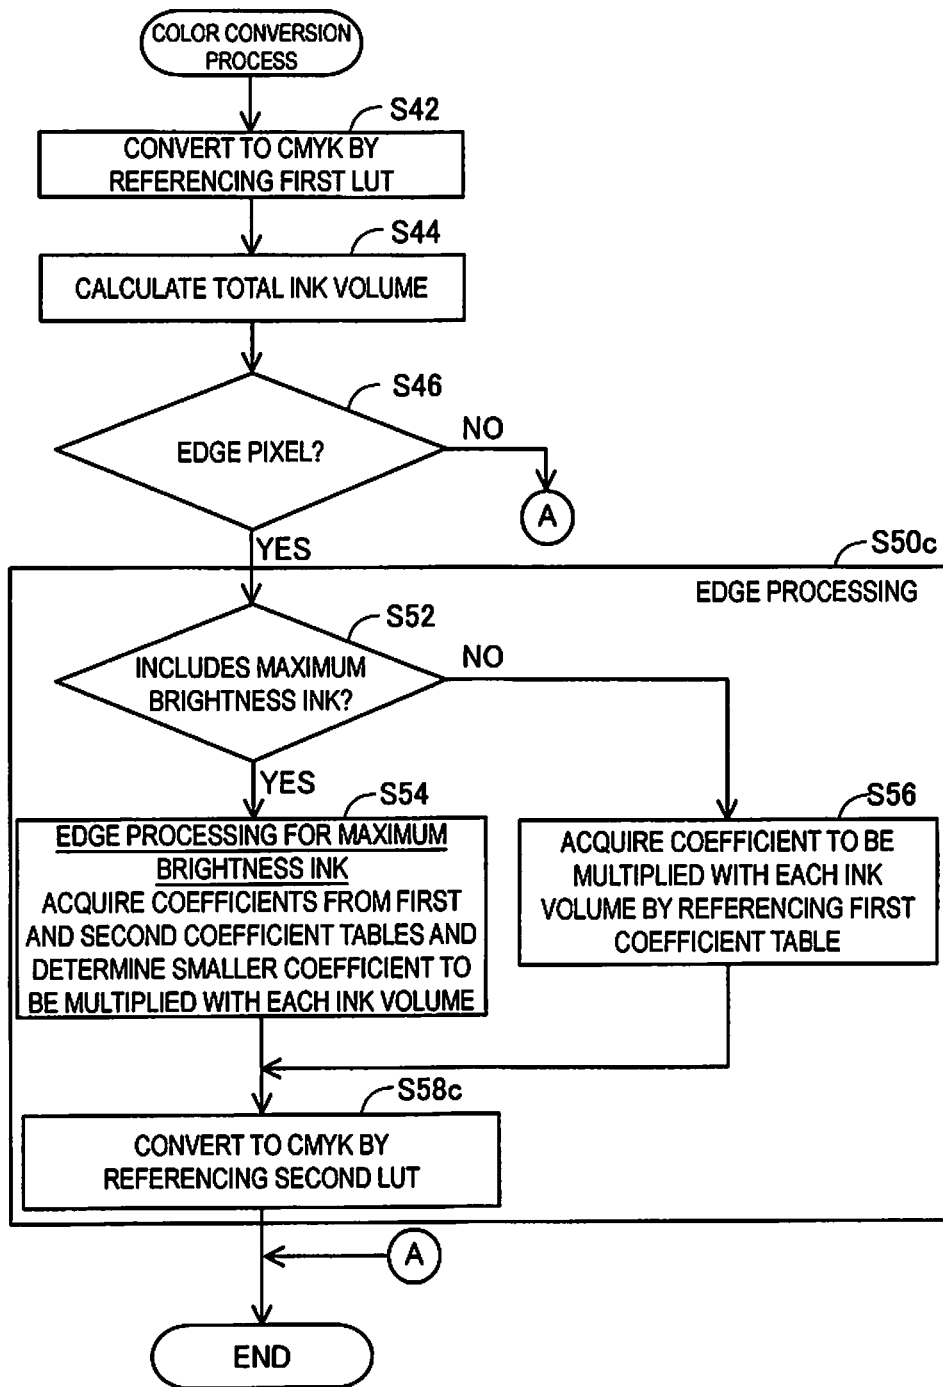 COLOR CONVERSION
PROCESS
S42
CONVERT TO CMYK BY
REFERENCING FIRST LUT
S44
CALCULATE TOTAL INK VOLUME
S46
EDGE PIXEL?
NO
A
YES
S50c
EDGE PROCESSING
S52
INCLUDES MAXIMUM
BRIGHTNESS INK?
NO
YES
S54
EDGE PROCESSING FOR MAXIMUM
BRIGHTNESS INK
ACQUIRE COEFFICIENTS FROM FIRST
AND SECOND COEFFICIENT TABLES AND
DETERMINE SMALLER COEFFICIENT TO
BE MULTIPLIED WITH EACH INK VOLUME
S56
ACQUIRE COEFFICIENT TO BE
MULTIPLIED WITH EACH INK
VOLUME BY REFERENCING FIRST
COEFFICIENT TABLE
S58c
CONVERT TO CMYK BY
REFERENCING SECOND LUT
A
END